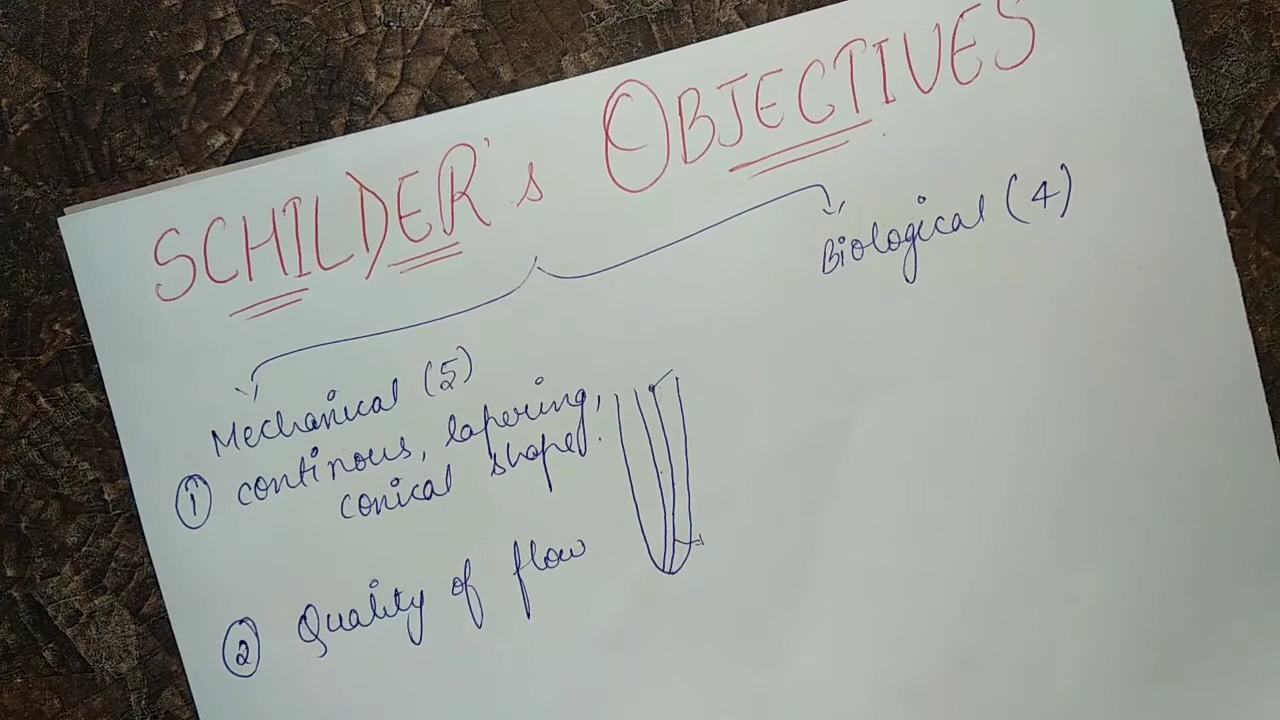 SCHILDER's OBJECTIVES
Biological (4)
Mechanical (5)
① continous, tapering,
conical shape.
② Quality of flow